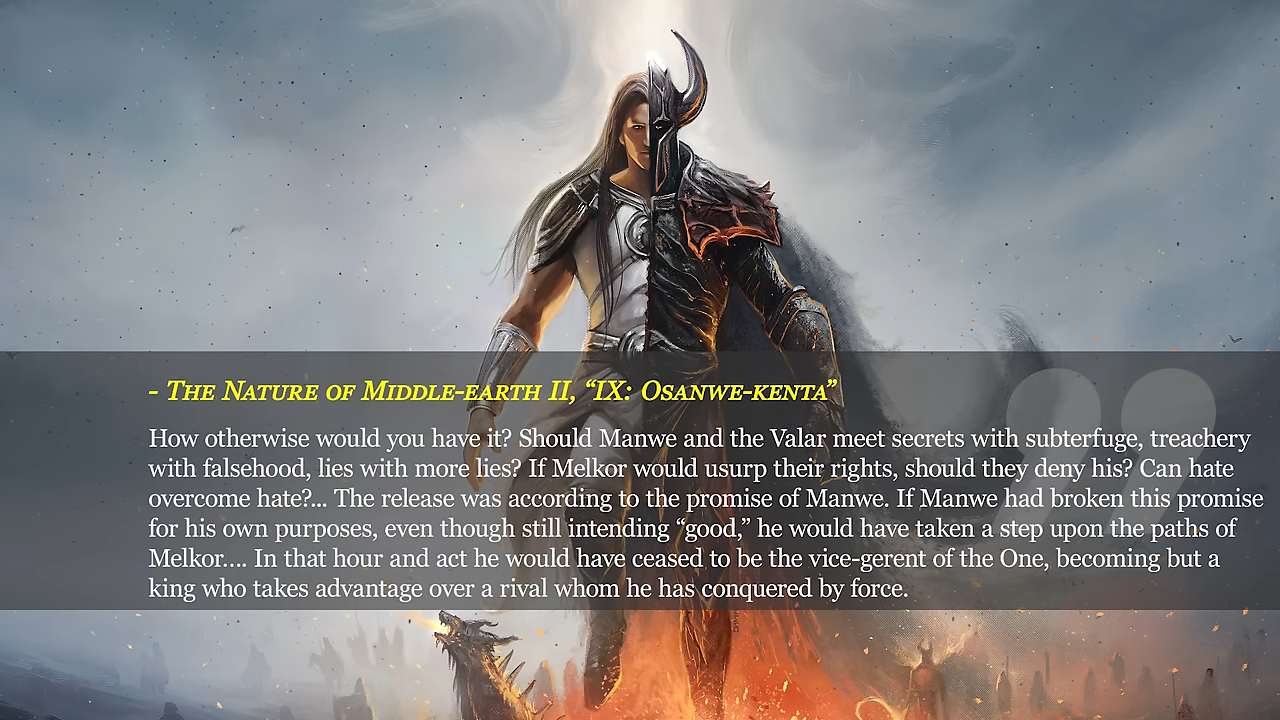 - The Nature of Middle-earth II, “IX: Osanwe-kenta”
How otherwise would you have it? Should Manwe and the Valar meet secrets with subterfuge, treachery
with falsehood, lies with more lies? If Melkor would usurp their rights, should they deny his? Can hate
overcome hate?... The release was according to the promise of Manwe. If Manwe had broken this promise
for his own purposes, even though still intending “good,” he would have taken a step upon the paths of
Melkor.... In that hour and act he would have ceased to be the vice-gerent of the One, becoming but a
king who takes advantage over a rival whom he has conquered by force.